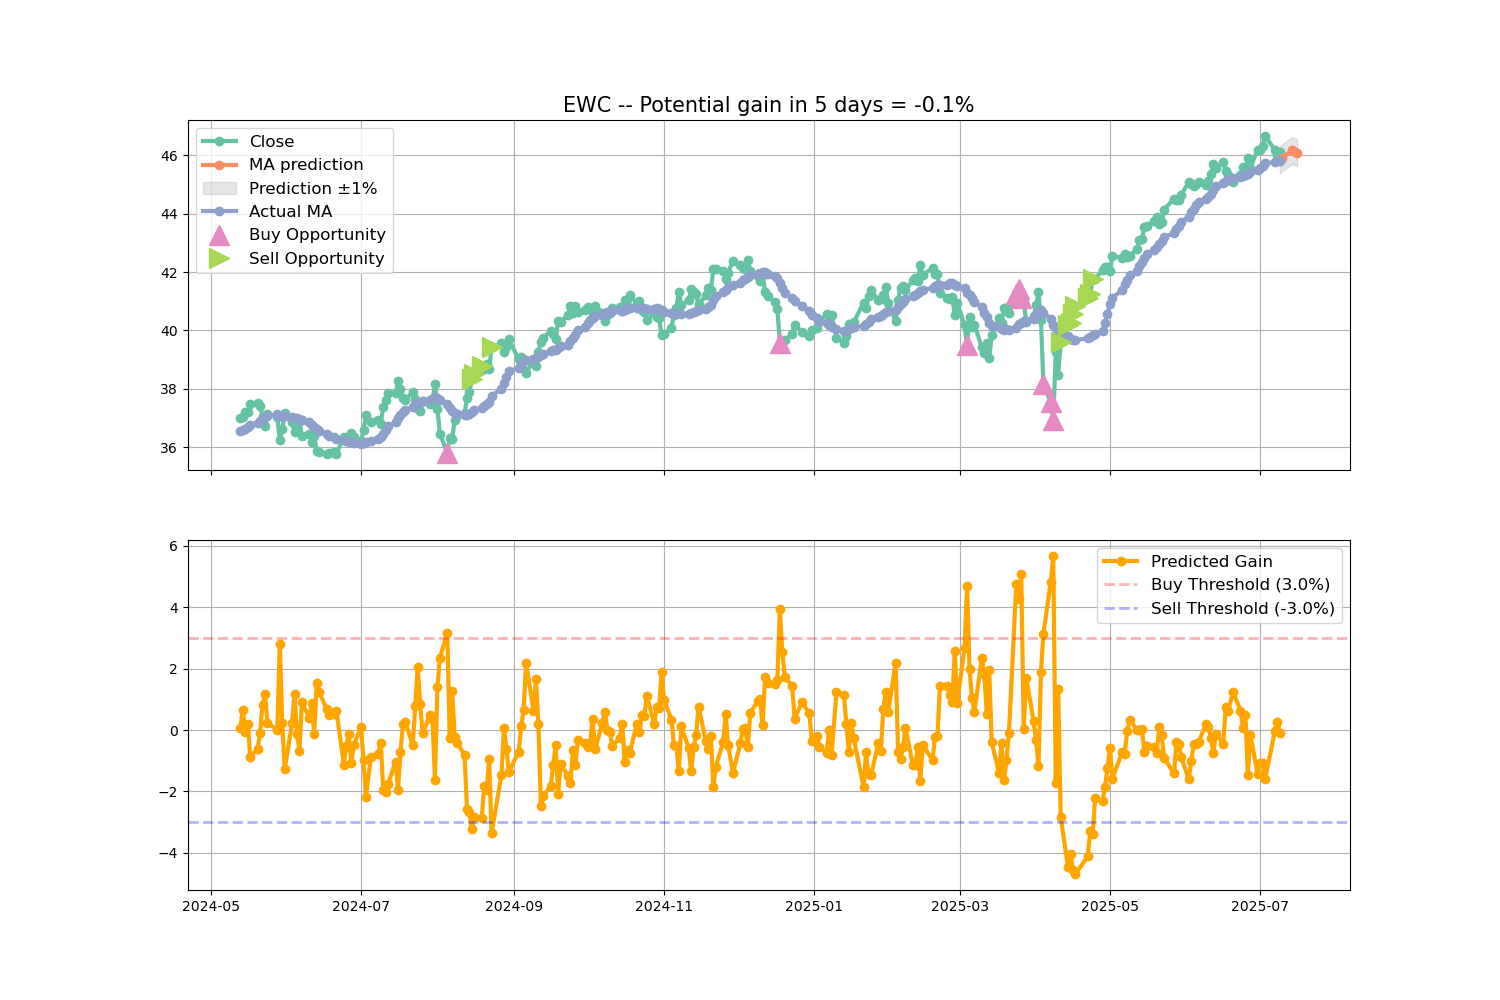 EWC -- Potential gain in 5 days = -0.1%
Close
MA prediction
Prediction ±1%
Actual MA
Buy Opportunity
Sell Opportunity
46
44
42
40
38
36
Predicted Gain
Buy Threshold (3.0%)
Sell Threshold (-3.0%)
6
4
2
0
−2
−4
2024-05 2024-07 2024-09 2024-11 2025-01 2025-03 2025-05 2025-07